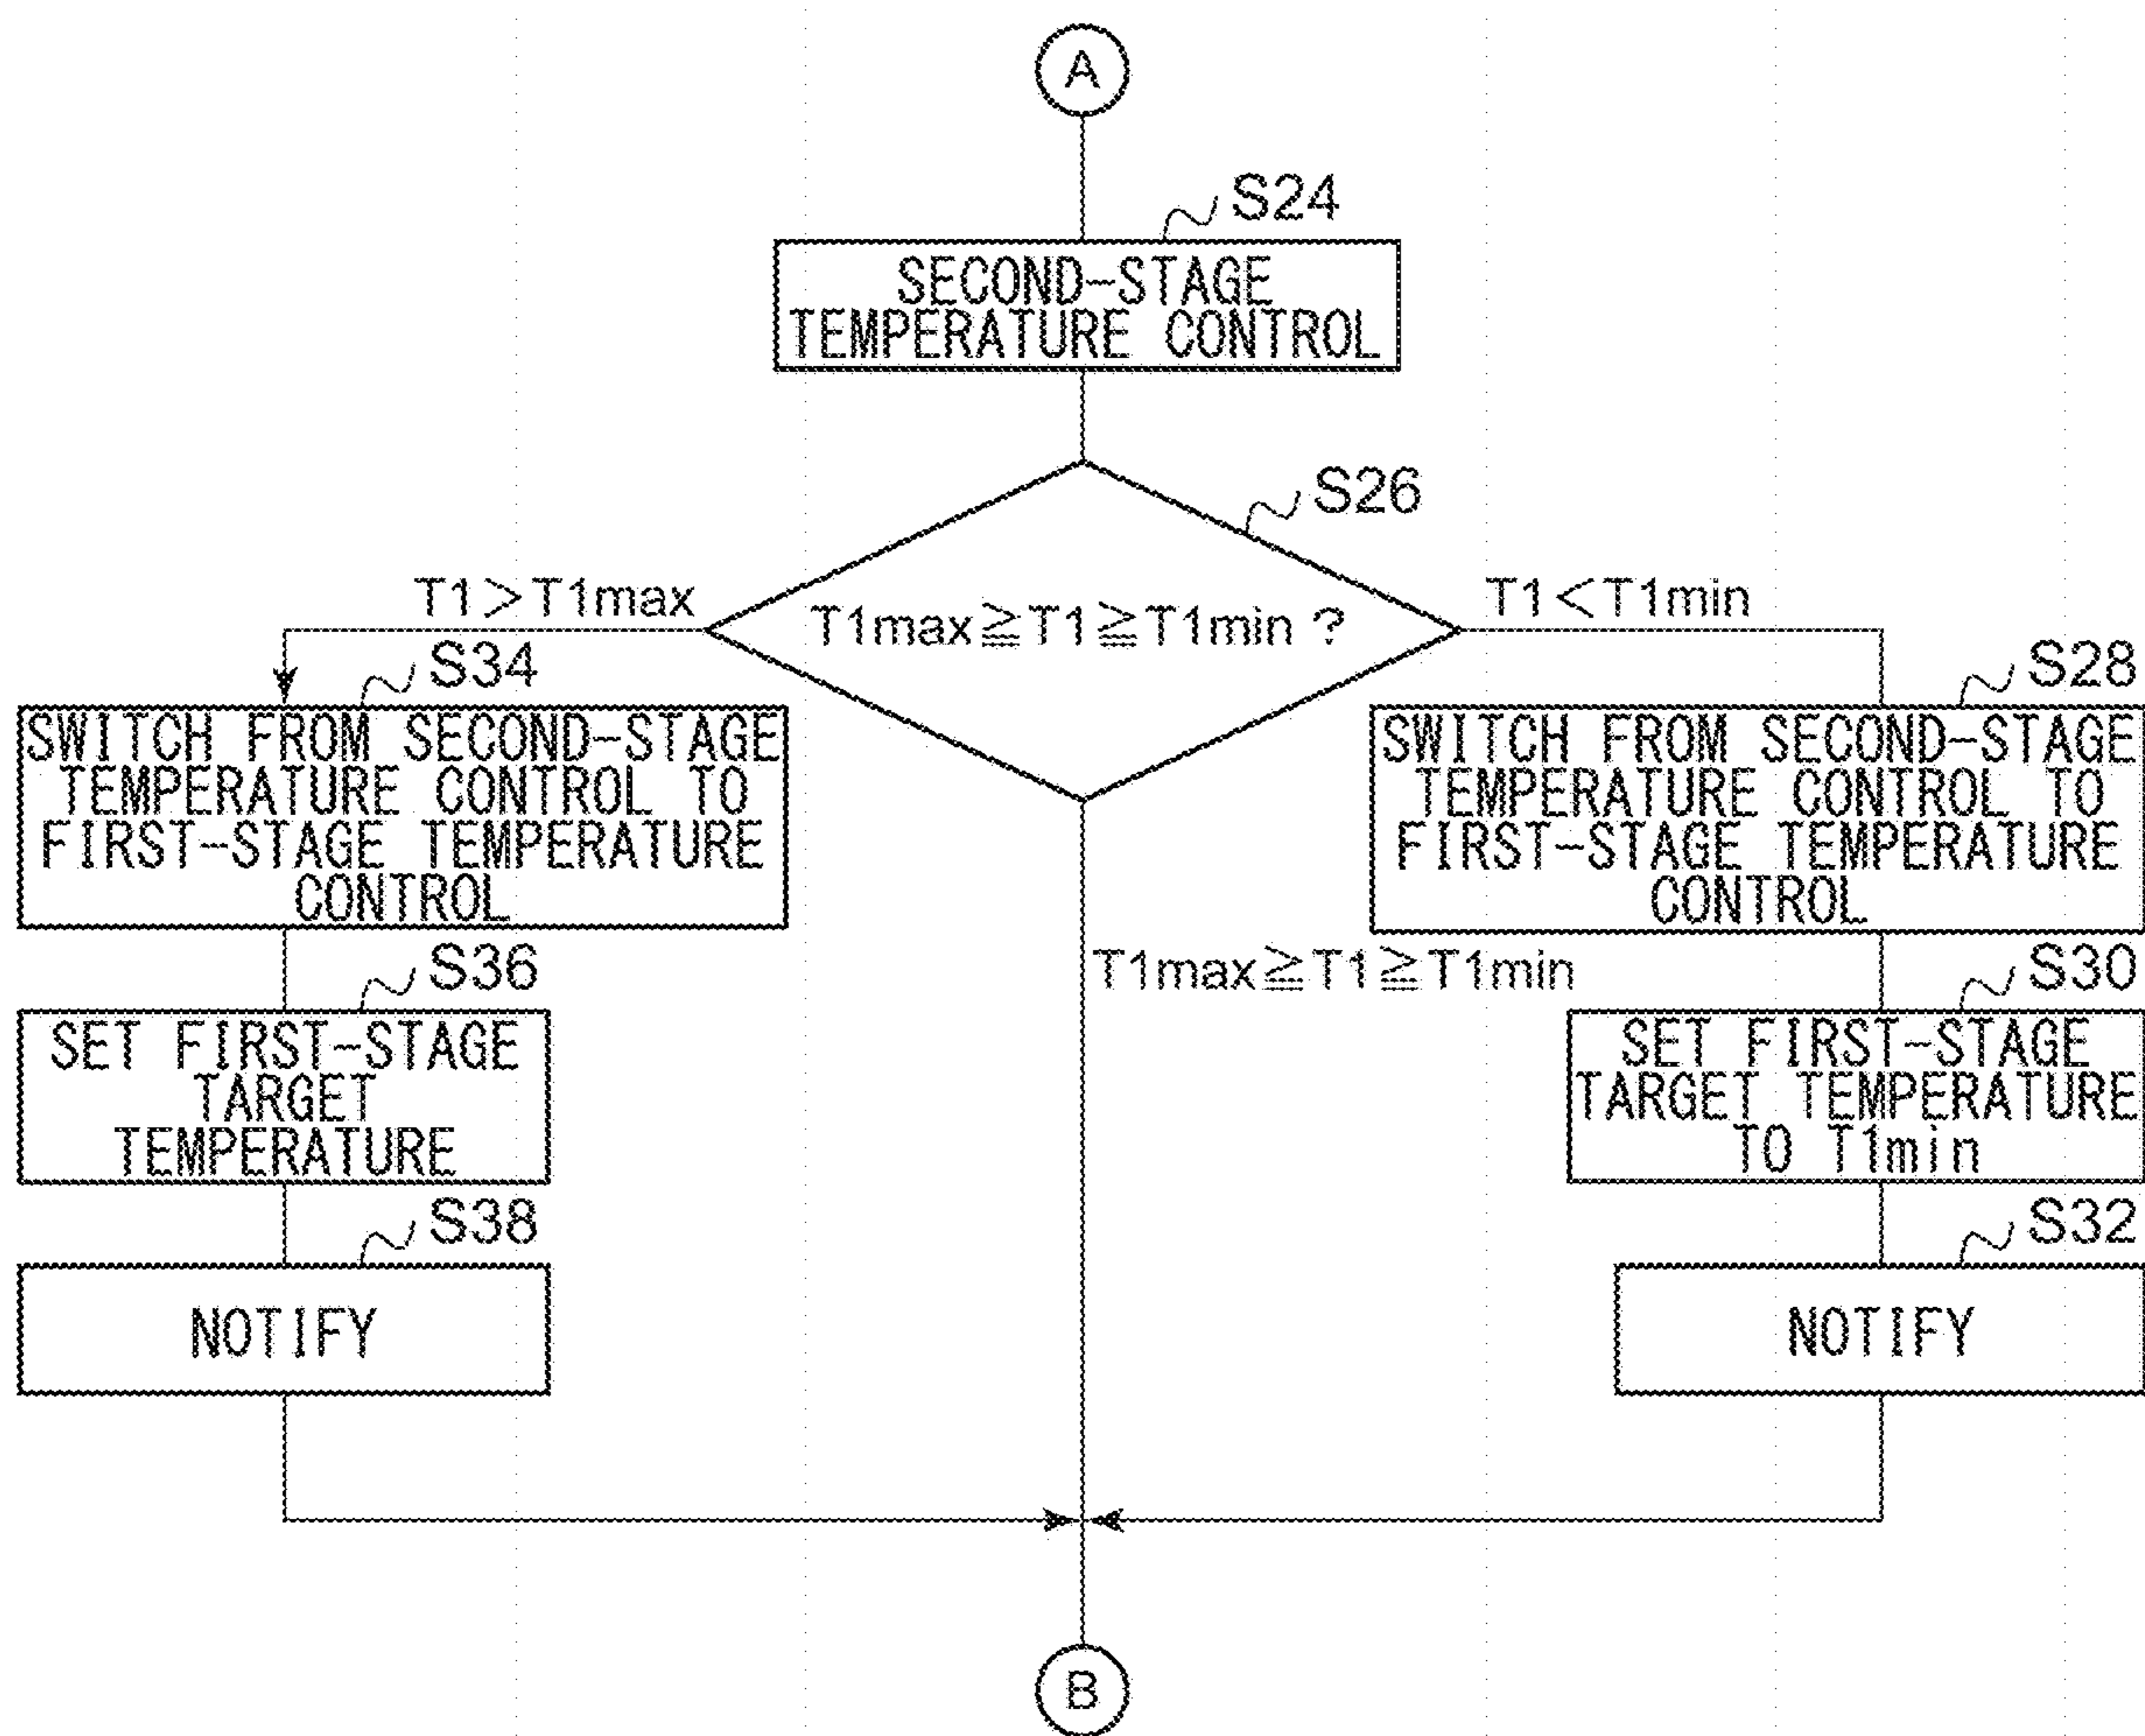 A
S24
SECOND-STAGE
TEMPERATURE CONTROL
S26
T1>T1max
T1max≧T1≧T1min ?
T1<T1min
S34
SWITCH FROM SECOND-STAGE
TEMPERATURE CONTROL TO
FIRST-STAGE TEMPERATURE
CONTROL
S28
SWITCH FROM SECOND-STAGE
TEMPERATURE CONTROL TO
FIRST-STAGE TEMPERATURE
CONTROL
T1max≧T1≧T1min
S36
SET FIRST-STAGE
TARGET
TEMPERATURE
S30
SET FIRST-STAGE
TARGET TEMPERATURE
TO T1min
S38
NOTIFY
S32
NOTIFY
B